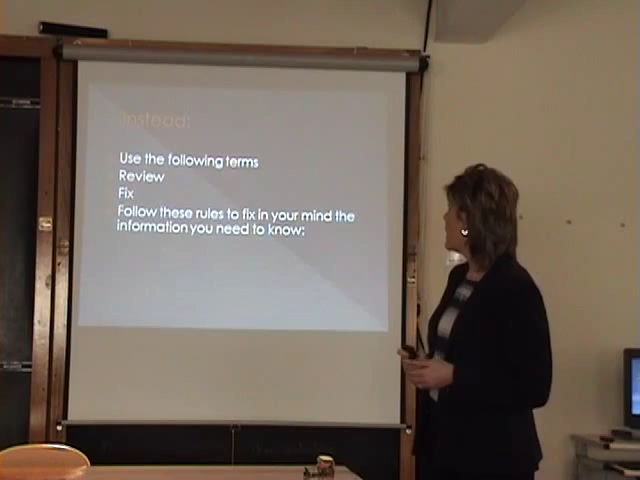 Instead:
Use the following terms
Review
Fix
Follow these rules to fix in your mind the
information you need to know: